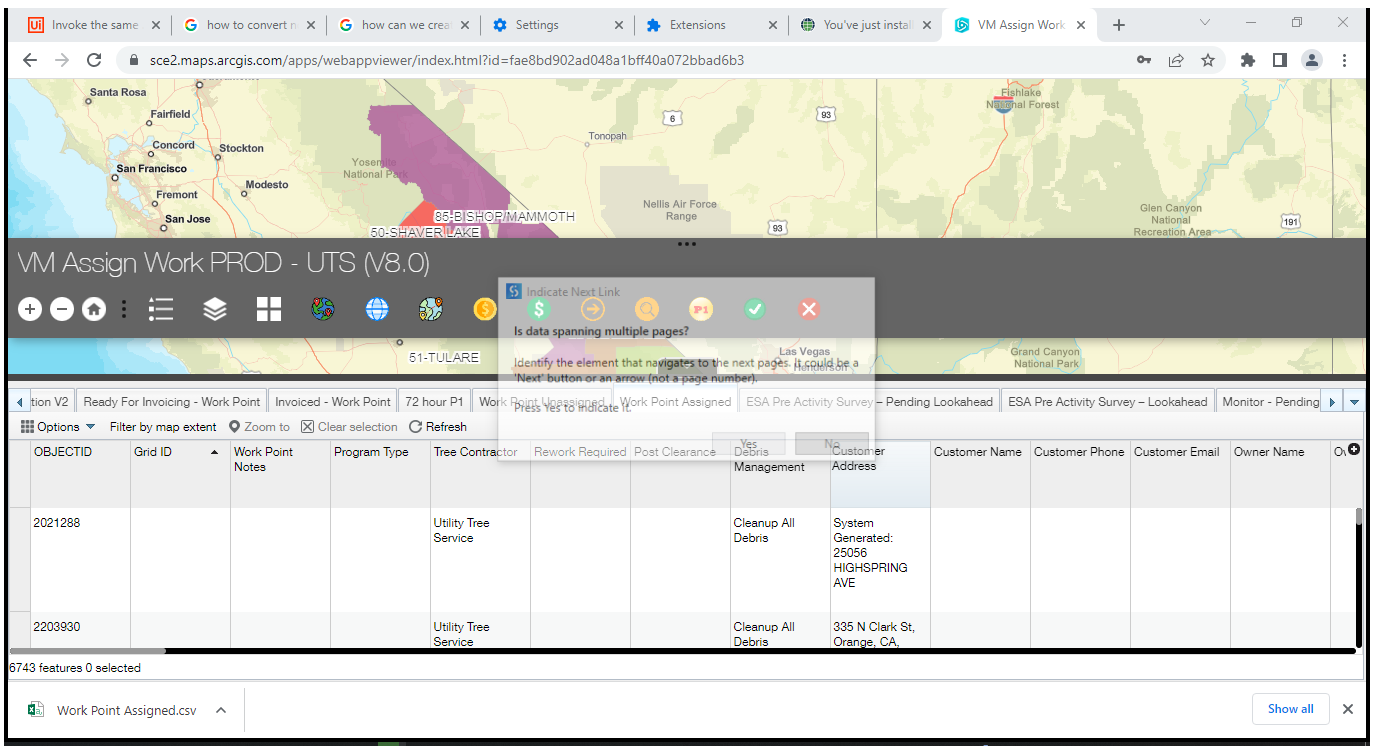 Invoke the same
how to convert n
how can we crea
Settings
Extensions
You've just instal
VM Assign Work
sce2.maps.arcgis.com/apps/webappviewer/index.html?id=fae8bd902ad048a1bff40a072bbad6b3
Santa Rosa
Fairfield
Concord
Stockton
San Francisco
Modesto
Fremont
San Jose
Yosemite
National Park
Tonopah
6
93
Fishlake
National Forest
Nellis Air Force
Range
93
Glen Canyon
National
Recreation Area
191
85-BISHOP/MAMMOTH
50-SHAVER LAKE
VM Assign Work PROD - UTS (V8.0)
P1
Indicate Next Link
Is data spanning multiple pages?
Identify the element that navigates to the next pages. It could be a
'Next' button or an arrow (not a page number).
Press Yes to indicate it.
Yes No
51-TULARE
Las Vegas
Henderson
Grand Canyon
National Park
tion V2 Ready For Invoicing - Work Point Invoiced - Work Point 72 hour P1 Work Point Unassigned Work Point Assigned ESA Pre Activity Survey – Pending Lookahead ESA Pre Activity Survey – Lookahead Monitor - Pending
Options Filter by map extent Zoom to Clear selection Refresh
OBJECTID Grid ID Work Point Program Type Tree Contractor Rework Required Post Clearance Debris Customer Customer Name Customer Phone Customer Email Owner Name
Notes Management Address
2021288 Utility Tree Cleanup All System
Service Debris Generated:
25056
HIGHSPRING
AVE
2203930 Utility Tree Cleanup All 335 N Clark St,
Service Debris Orange, CA,
6743 features 0 selected
Work Point Assigned.csv
Show all